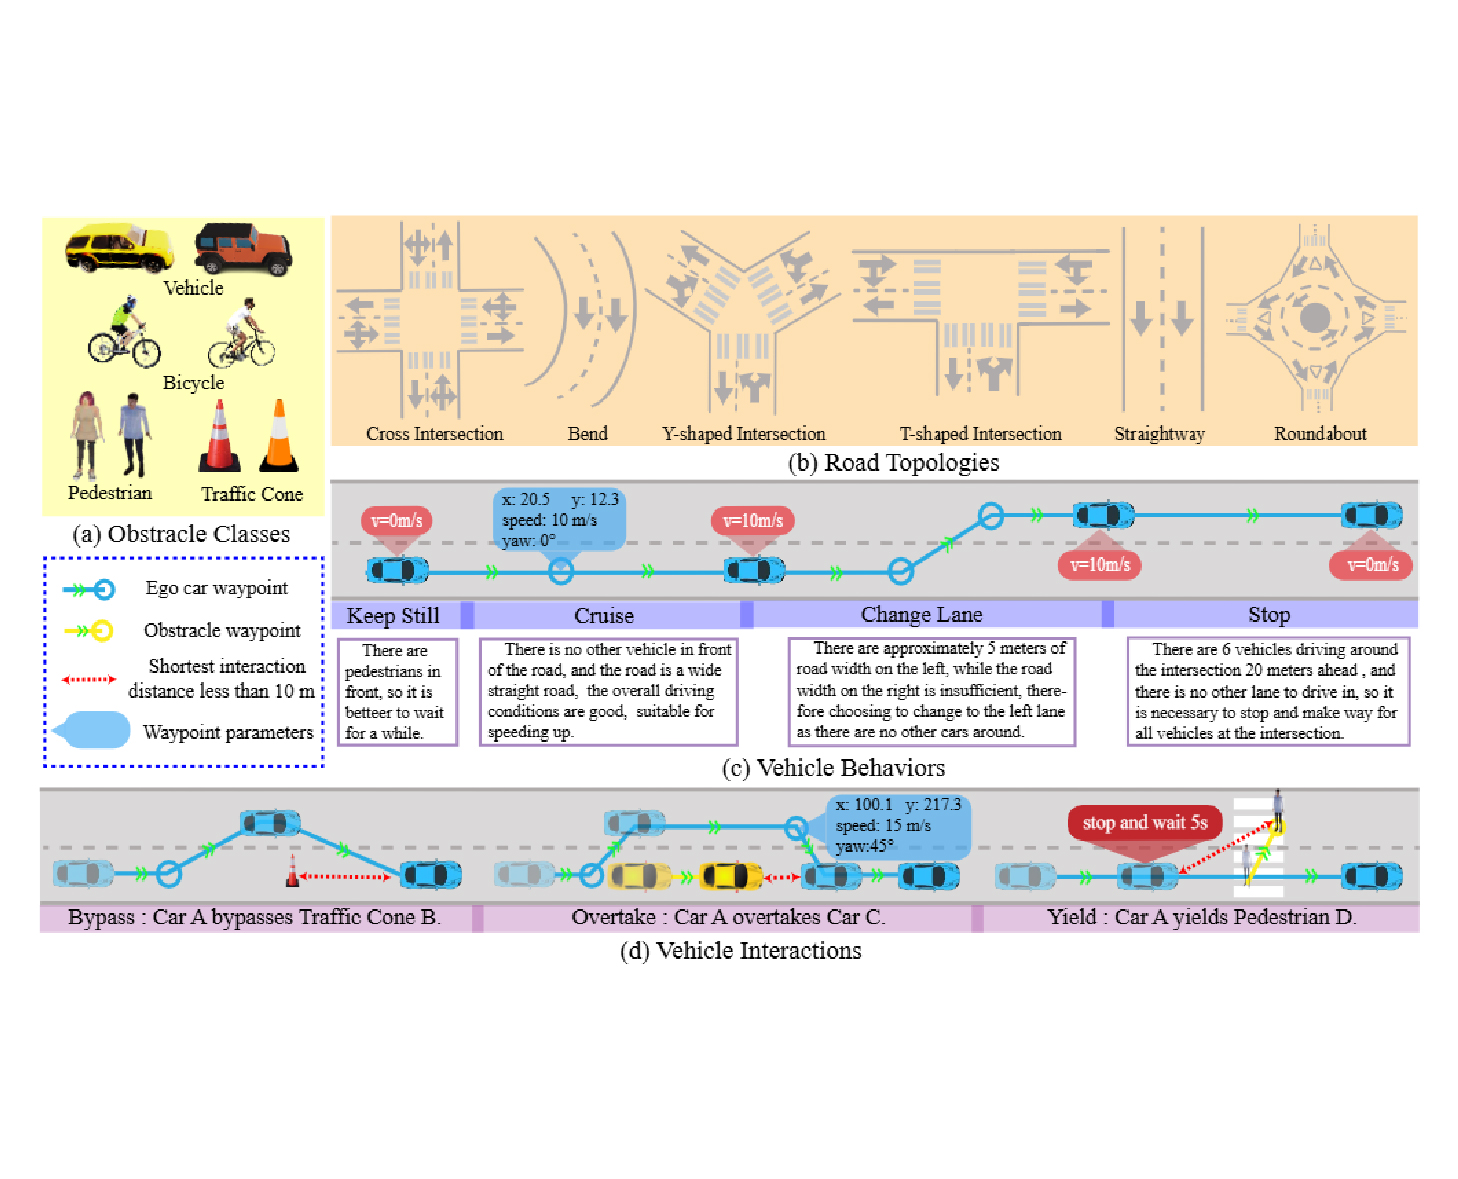 Vehicle
Bicycle
Pedestrian
Traffic Cone
(a) Obstracle Classes
Cross Intersection
Bend
Y-shaped Intersection
T-shaped Intersection
Straightway
Roundabout
(b) Road Topologies
Ego car waypoint
Obstracle waypoint
Shortest interaction
distance less than 10 m
Waypoint parameters
v=0m/s
x: 20.5 y: 12.3
speed: 10 m/s
yaw: 0°
v=10m/s
v=10m/s
v=0m/s
Keep Still
Cruise
Change Lane
Stop
There are
pedestrians in
front, so it is
betteer to wait
for a while.
There is no other vehicle in front
of the road, and the road is a wide
straight road, the overall driving
conditions are good, suitable for
speeding up.
There are approximately 5 meters of
road width on the left, while the road
width on the right is insufficient, there-
fore choosing to change to the left lane
as there are no other cars around.
There are 6 vehicles driving around
the intersection 20 meters ahead , and
there is no other lane to drive in, so it
is necessary to stop and make way for
all vehicles at the intersection.
(c) Vehicle Behaviors
x: 100.1 y: 217.3
speed: 15 m/s
yaw:45°
stop and wait 5s
Bypass : Car A bypasses Traffic Cone B.
Overtake : Car A overtakes Car C.
Yield : Car A yields Pedestrian D.
(d) Vehicle Interactions